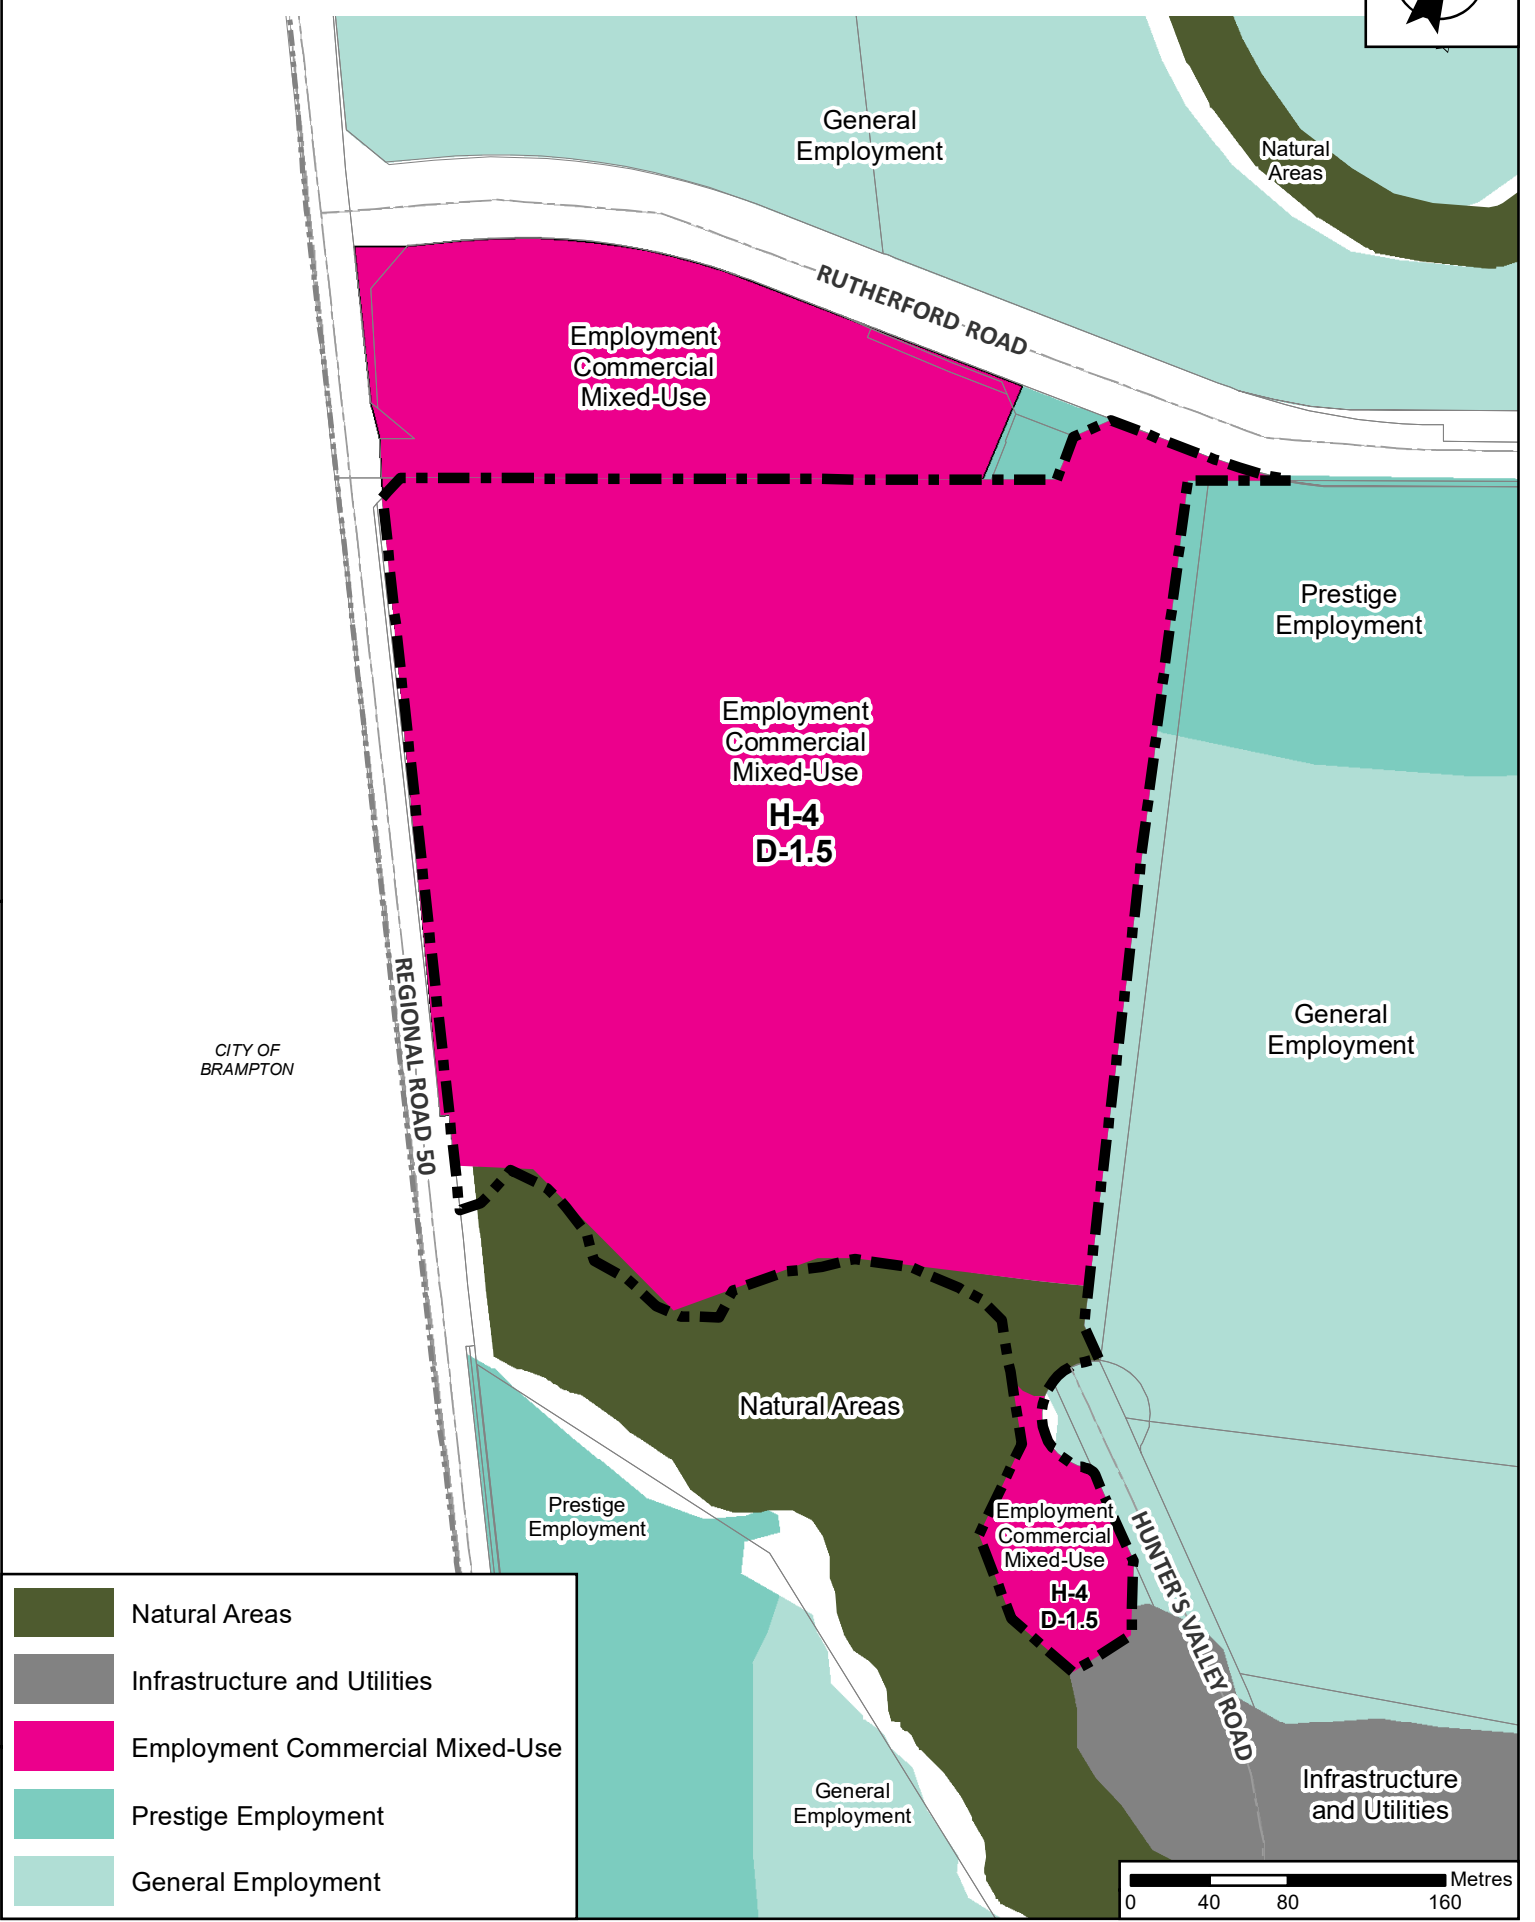 General
Employment
Natural
Areas
RUTHERFORD ROAD
Employment
Commercial
Mixed-Use
Prestige
Employment
Employment
Commercial
Mixed-Use
H-4
D-1.5
REGIONAL ROAD 50
CITY OF
BRAMPTON
General
Employment
Natural Areas
Prestige
Employment
Employment
Commercial
Mixed-Use
H-4
D-1.5
HUNTER'S VALLEY ROAD
General
Employment
Infrastructure
and Utilities
Natural Areas
Infrastructure and Utilities
Employment Commercial Mixed-Use
Prestige Employment
General Employment
Metres
0 40 80 160